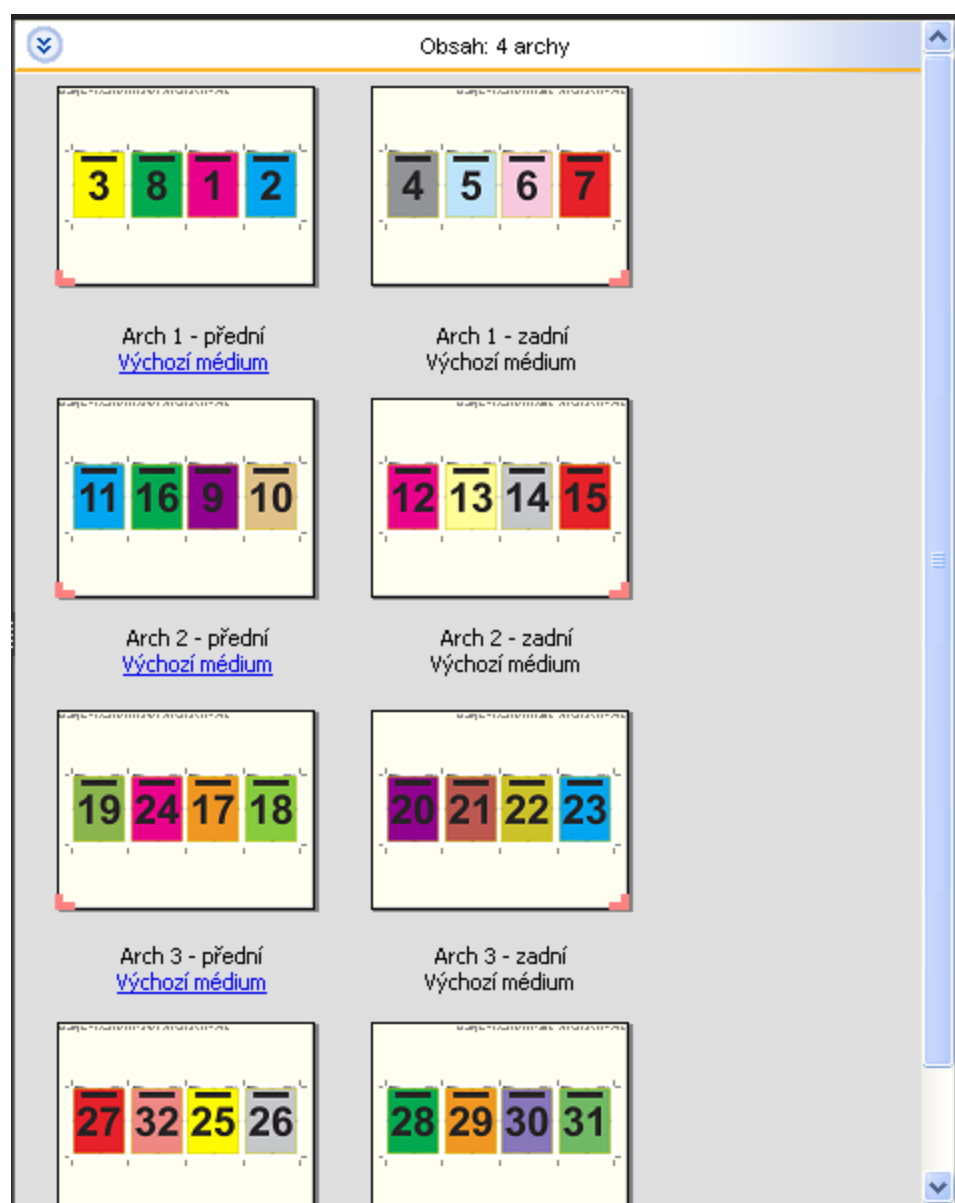 Obsah: 4 archy
3 8 1 2
4 5 6 7
Arch 1 - přední
Výchozí médium
Arch 1 - zadní
Výchozí médium
11 16 9 10
12 13 14 15
Arch 2 - přední
Výchozí médium
Arch 2 - zadní
Výchozí médium
19 24 17 18
20 21 22 23
Arch 3 - přední
Výchozí médium
Arch 3 - zadní
Výchozí médium
27 32 25 26
28 29 30 31